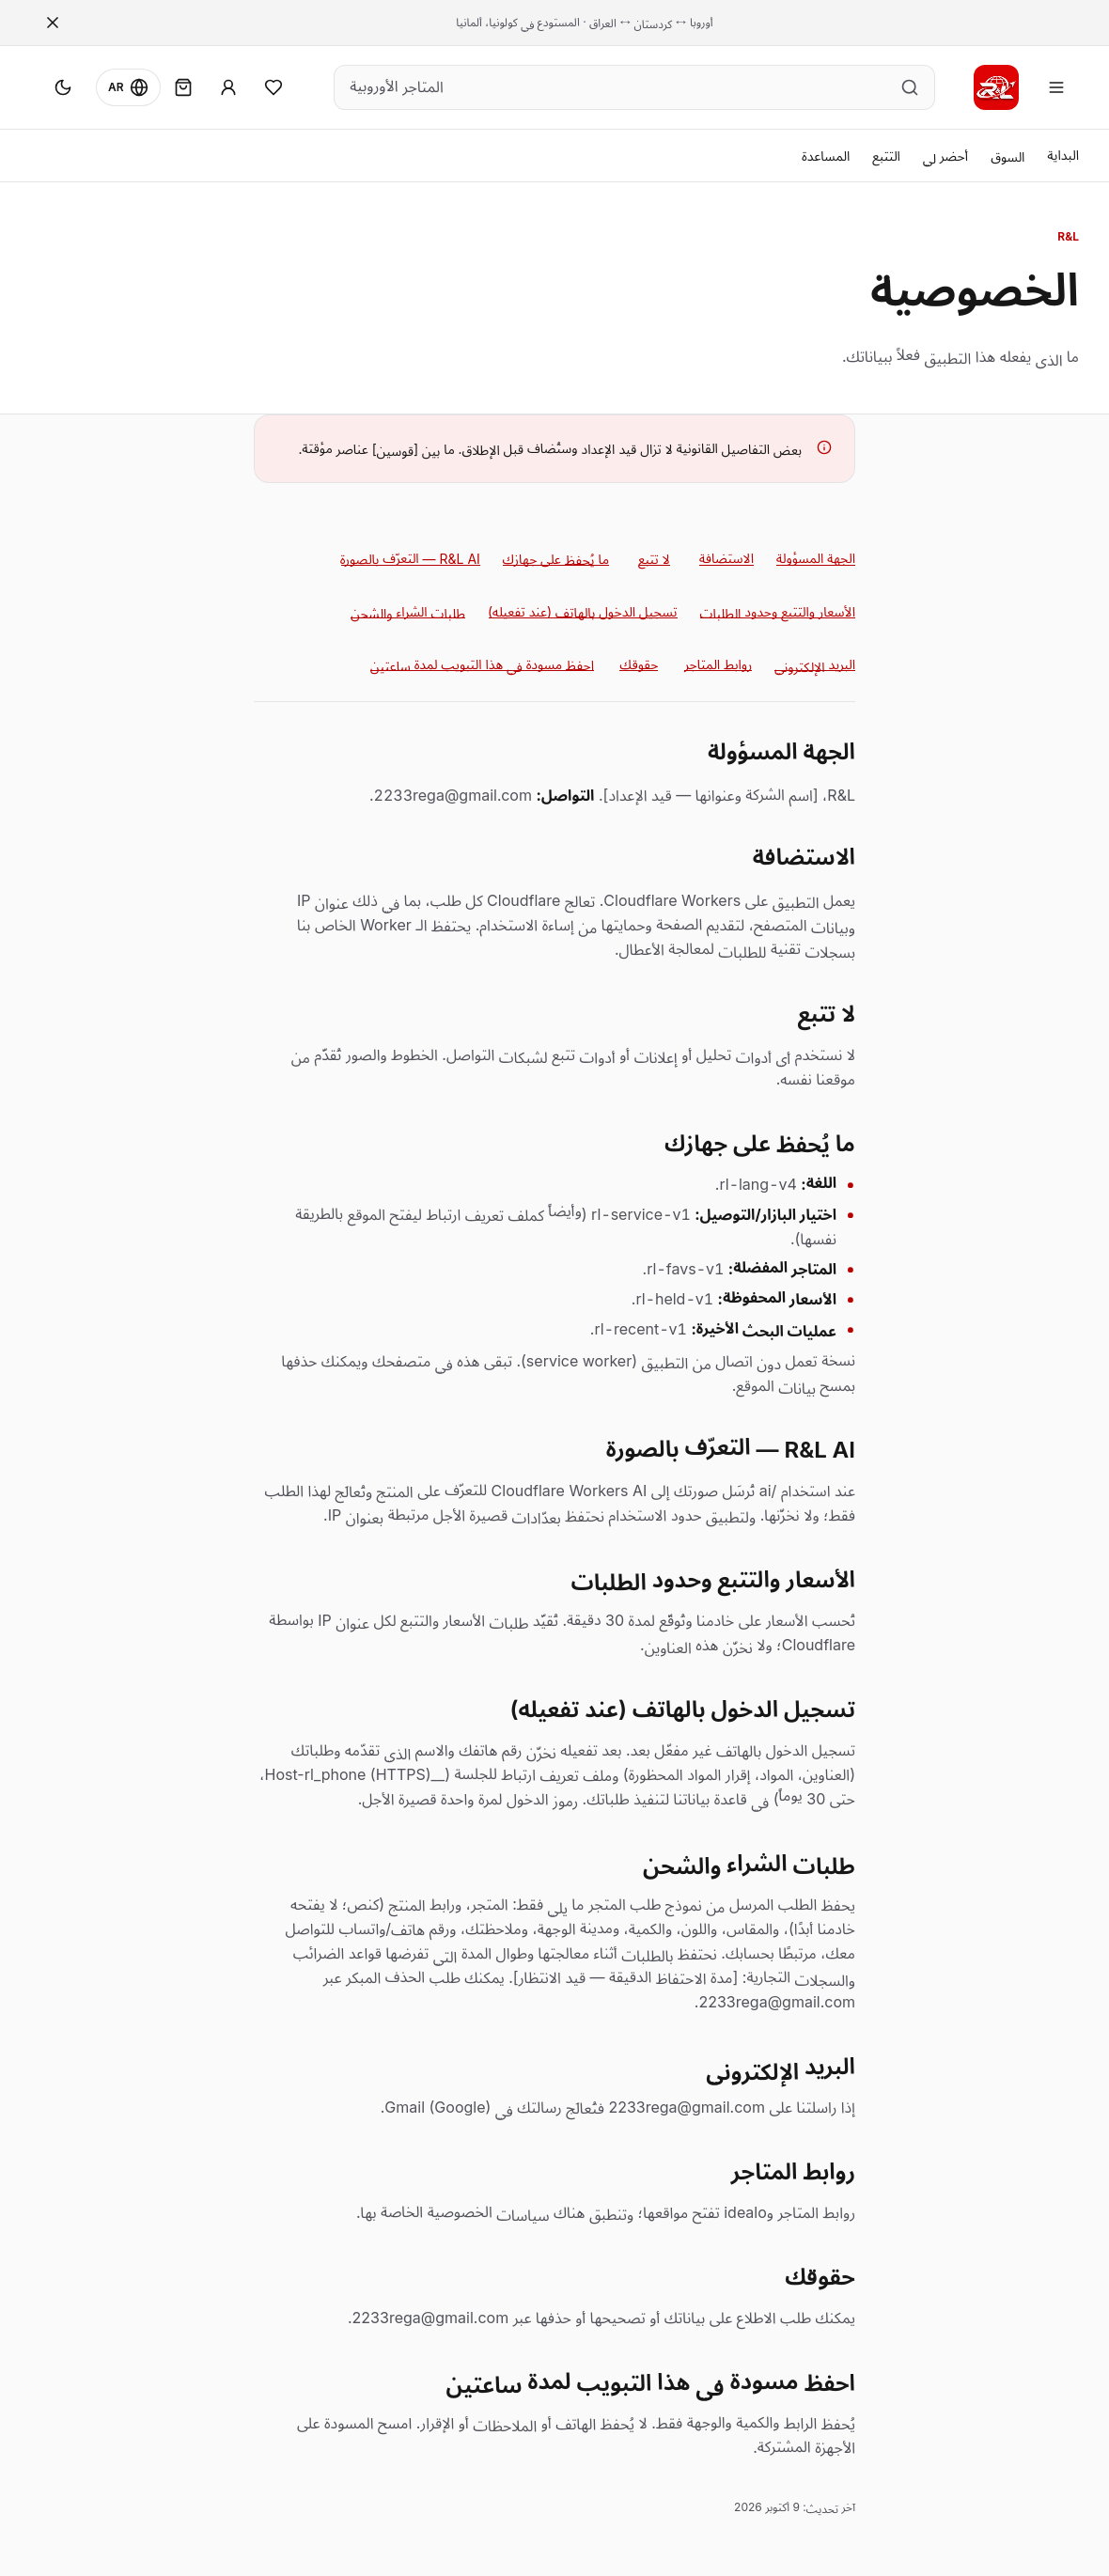 أوروبا ↔ كردستان ↔ العراق · المستودع في كولونيا، ألمانيا
R&L
المتاجر الأوروبية
AR
البداية السوق أحضر لي التتبع المساعدة
R&L
الخصوصية
ما الذي يفعله هذا التطبيق فعلاً ببياناتك.
بعض التفاصيل القانونية لا تزال قيد الإعداد وستُضاف قبل الإطلاق. ما بين [قوسين] عناصر مؤقتة.
الجهة المسؤولة الاستضافة لا تتبع ما يُحفظ على جهازك R&L AI — التعرّف بالصورة
الأسعار والتتبع وحدود الطلبات تسجيل الدخول بالهاتف (عند تفعيله) طلبات الشراء والشحن
البريد الإلكتروني روابط المتاجر حقوقك احفظ مسودة في هذا التبويب لمدة ساعتين
الجهة المسؤولة
R&L، [اسم الشركة وعنوانها — قيد الإعداد]. التواصل: 2233rega@gmail.com.
الاستضافة
يعمل التطبيق على Cloudflare Workers. تعالج Cloudflare كل طلب، بما في ذلك عنوان IP
وبيانات المتصفح، لتقديم الصفحة وحمايتها من إساءة الاستخدام. يحتفظ الـ Worker الخاص بنا
بسجلات تقنية للطلبات لمعالجة الأعطال.
لا تتبع
لا نستخدم أي أدوات تحليل أو إعلانات أو أدوات تتبع لشبكات التواصل. الخطوط والصور تُقدّم من
موقعنا نفسه.
ما يُحفظ على جهازك
اللغة: rl-lang-v4.
اختيار البازار/التوصيل: rl-service-v1 (وأيضاً كملف تعريف ارتباط ليفتح الموقع بالطريقة
نفسها).
المتاجر المفضلة: rl-favs-v1.
الأسعار المحفوظة: rl-held-v1.
عمليات البحث الأخيرة: rl-recent-v1.
نسخة تعمل دون اتصال من التطبيق (service worker). تبقى هذه في متصفحك ويمكنك حذفها
بمسح بيانات الموقع.
R&L AI — التعرّف بالصورة
عند استخدام /ai تُرسَل صورتك إلى Cloudflare Workers AI للتعرّف على المنتج وتُعالَج لهذا الطلب
فقط؛ ولا نخزّنها. ولتطبيق حدود الاستخدام نحتفظ بعدّادات قصيرة الأجل مرتبطة بعنوان IP.
الأسعار والتتبع وحدود الطلبات
تُحسب الأسعار على خادمنا وتُوقّع لمدة 30 دقيقة. تُقيّد طلبات الأسعار والتتبع لكل عنوان IP بواسطة
Cloudflare؛ ولا نخزّن هذه العناوين.
تسجيل الدخول بالهاتف (عند تفعيله)
تسجيل الدخول بالهاتف غير مفعّل بعد. بعد تفعيله نخزّن رقم هاتفك والاسم الذي تقدّمه وطلباتك
(العناوين، المواد، إقرار المواد المحظورة) وملف تعريف ارتباط للجلسة (__Host-rl_phone (HTTPS)،
حتى 30 يوماً) في قاعدة بياناتنا لتنفيذ طلباتك. رموز الدخول لمرة واحدة قصيرة الأجل.
طلبات الشراء والشحن
يحفظ الطلب المرسل من نموذج طلب المتجر ما يلي فقط: المتجر، ورابط المنتج (كنص؛ لا يفتحه
خادمنا أبدًا)، والمقاس، واللون، والكمية، ومدينة الوجهة، وملاحظتك، ورقم هاتف/واتساب للتواصل
معك، مرتبطًا بحسابك. نحتفظ بالطلبات أثناء معالجتها وطوال المدة التي تفرضها قواعد الضرائب
والسجلات التجارية: [مدة الاحتفاظ الدقيقة — قيد الانتظار]. يمكنك طلب الحذف المبكر عبر
2233rega@gmail.com.
البريد الإلكتروني
إذا راسلتنا على 2233rega@gmail.com فتُعالَج رسالتك في Gmail (Google).
روابط المتاجر
روابط المتاجر وidealo تفتح مواقعها؛ وتنطبق هناك سياسات الخصوصية الخاصة بها.
حقوقك
يمكنك طلب الاطلاع على بياناتك أو تصحيحها أو حذفها عبر 2233rega@gmail.com.
احفظ مسودة في هذا التبويب لمدة ساعتين
يُحفظ الرابط والكمية والوجهة فقط. لا يُحفظ الهاتف أو الملاحظات أو الإقرار. امسح المسودة على
الأجهزة المشتركة.
آخر تحديث: 9 أكتوبر 2026